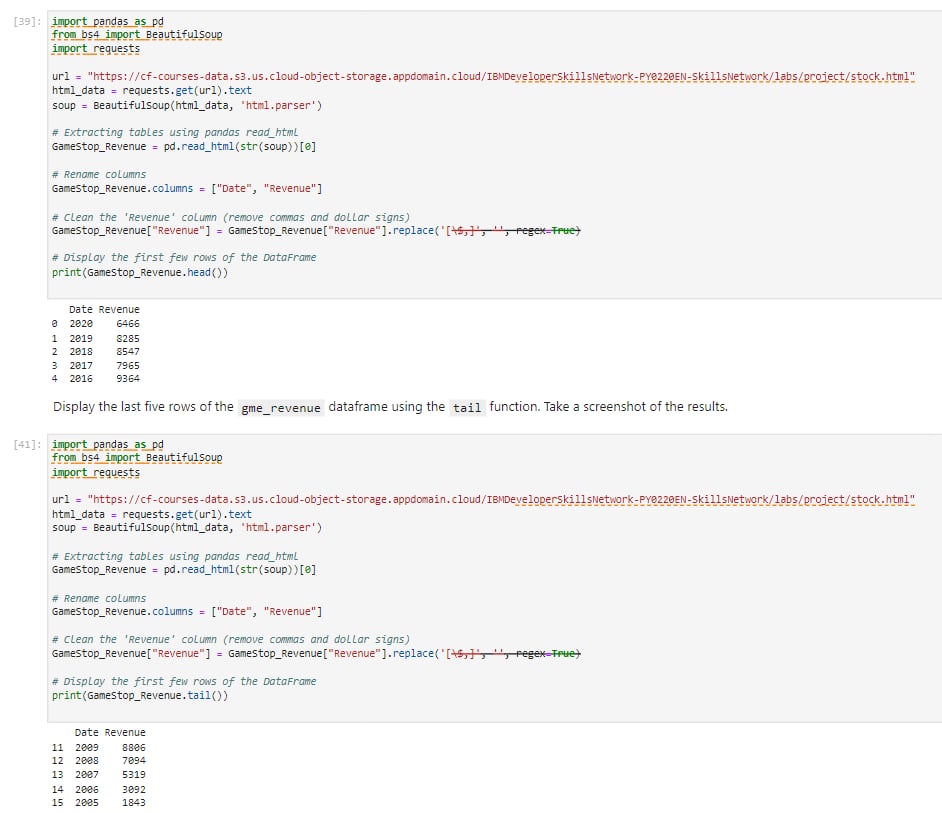 [39]: import pandas as pd
from bs4 import BeautifulSoup
import requests
url = "https://cf-courses-data.s3.us.cloud-object-storage.appdomain.cloud/IBMDeveloperSkillsNetwork-PY0220EN-SkillsNetwork/labs/project/stock.html"
html_data = requests.get(url).text
soup = BeautifulSoup(html_data, 'html.parser')
# Extracting tables using pandas read_html
GameStop_Revenue = pd.read_html(str(soup))[0]
# Rename columns
GameStop_Revenue.columns = ["Date", "Revenue"]
# Clean the 'Revenue' column (remove commas and dollar signs)
GameStop_Revenue["Revenue"] = GameStop_Revenue["Revenue"].replace('[\$,]', '', regex=True)
# Display the first few rows of the DataFrame
print(GameStop_Revenue.head())
Date Revenue
0 2020 6466
1 2019 8285
2 2018 8547
3 2017 7965
4 2016 9364
Display the last five rows of the gme_revenue dataframe using the tail function. Take a screenshot of the results.
[41]: import pandas as pd
from bs4 import BeautifulSoup
import requests
url = "https://cf-courses-data.s3.us.cloud-object-storage.appdomain.cloud/IBMDeveloperSkillsNetwork-PY0220EN-SkillsNetwork/labs/project/stock.html"
html_data = requests.get(url).text
soup = BeautifulSoup(html_data, 'html.parser')
# Extracting tables using pandas read_html
GameStop_Revenue = pd.read_html(str(soup))[0]
# Rename columns
GameStop_Revenue.columns = ["Date", "Revenue"]
# Clean the 'Revenue' column (remove commas and dollar signs)
GameStop_Revenue["Revenue"] = GameStop_Revenue["Revenue"].replace('[\$,]', '', regex=True)
# Display the first few rows of the DataFrame
print(GameStop_Revenue.tail())
Date Revenue
11 2009 8806
12 2008 7094
13 2007 5319
14 2006 3092
15 2005 1843